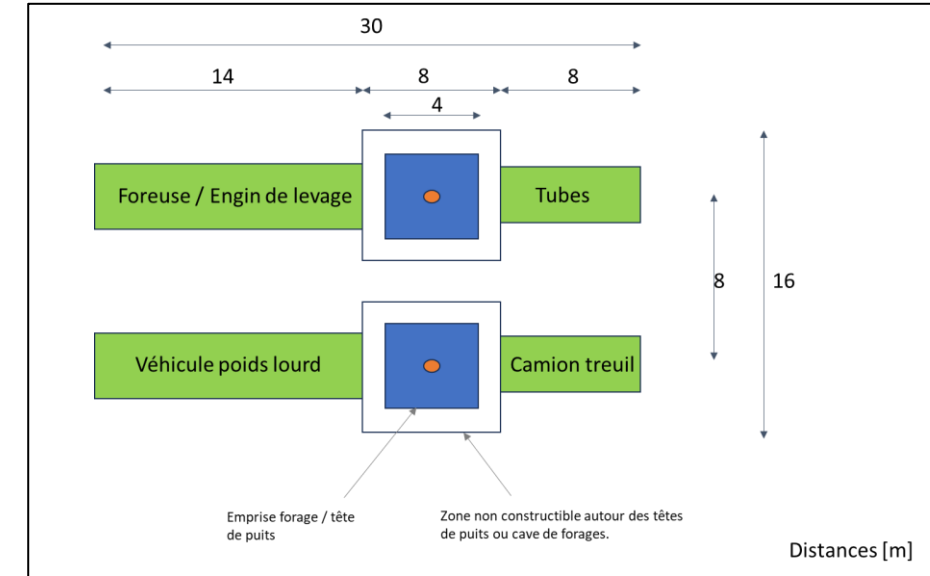 30
14
8
8
4
Foreuse / Engin de levage
Tubes
8
16
Véhicule poids lourd
Camion treuil
Emprise forage / tête
de puits
Zone non constructible autour des têtes
de puits ou cave de forages.
Distances [m]